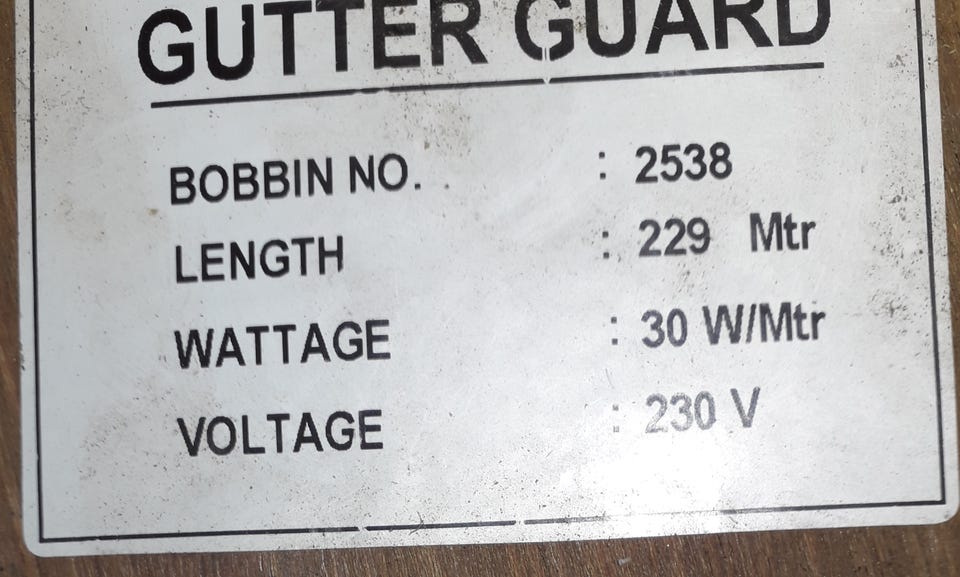 GUTTER GUARD
BOBBIN NO. : 2538
LENGTH : 229 Mtr
WATTAGE : 30 W/Mtr
VOLTAGE : 230 V